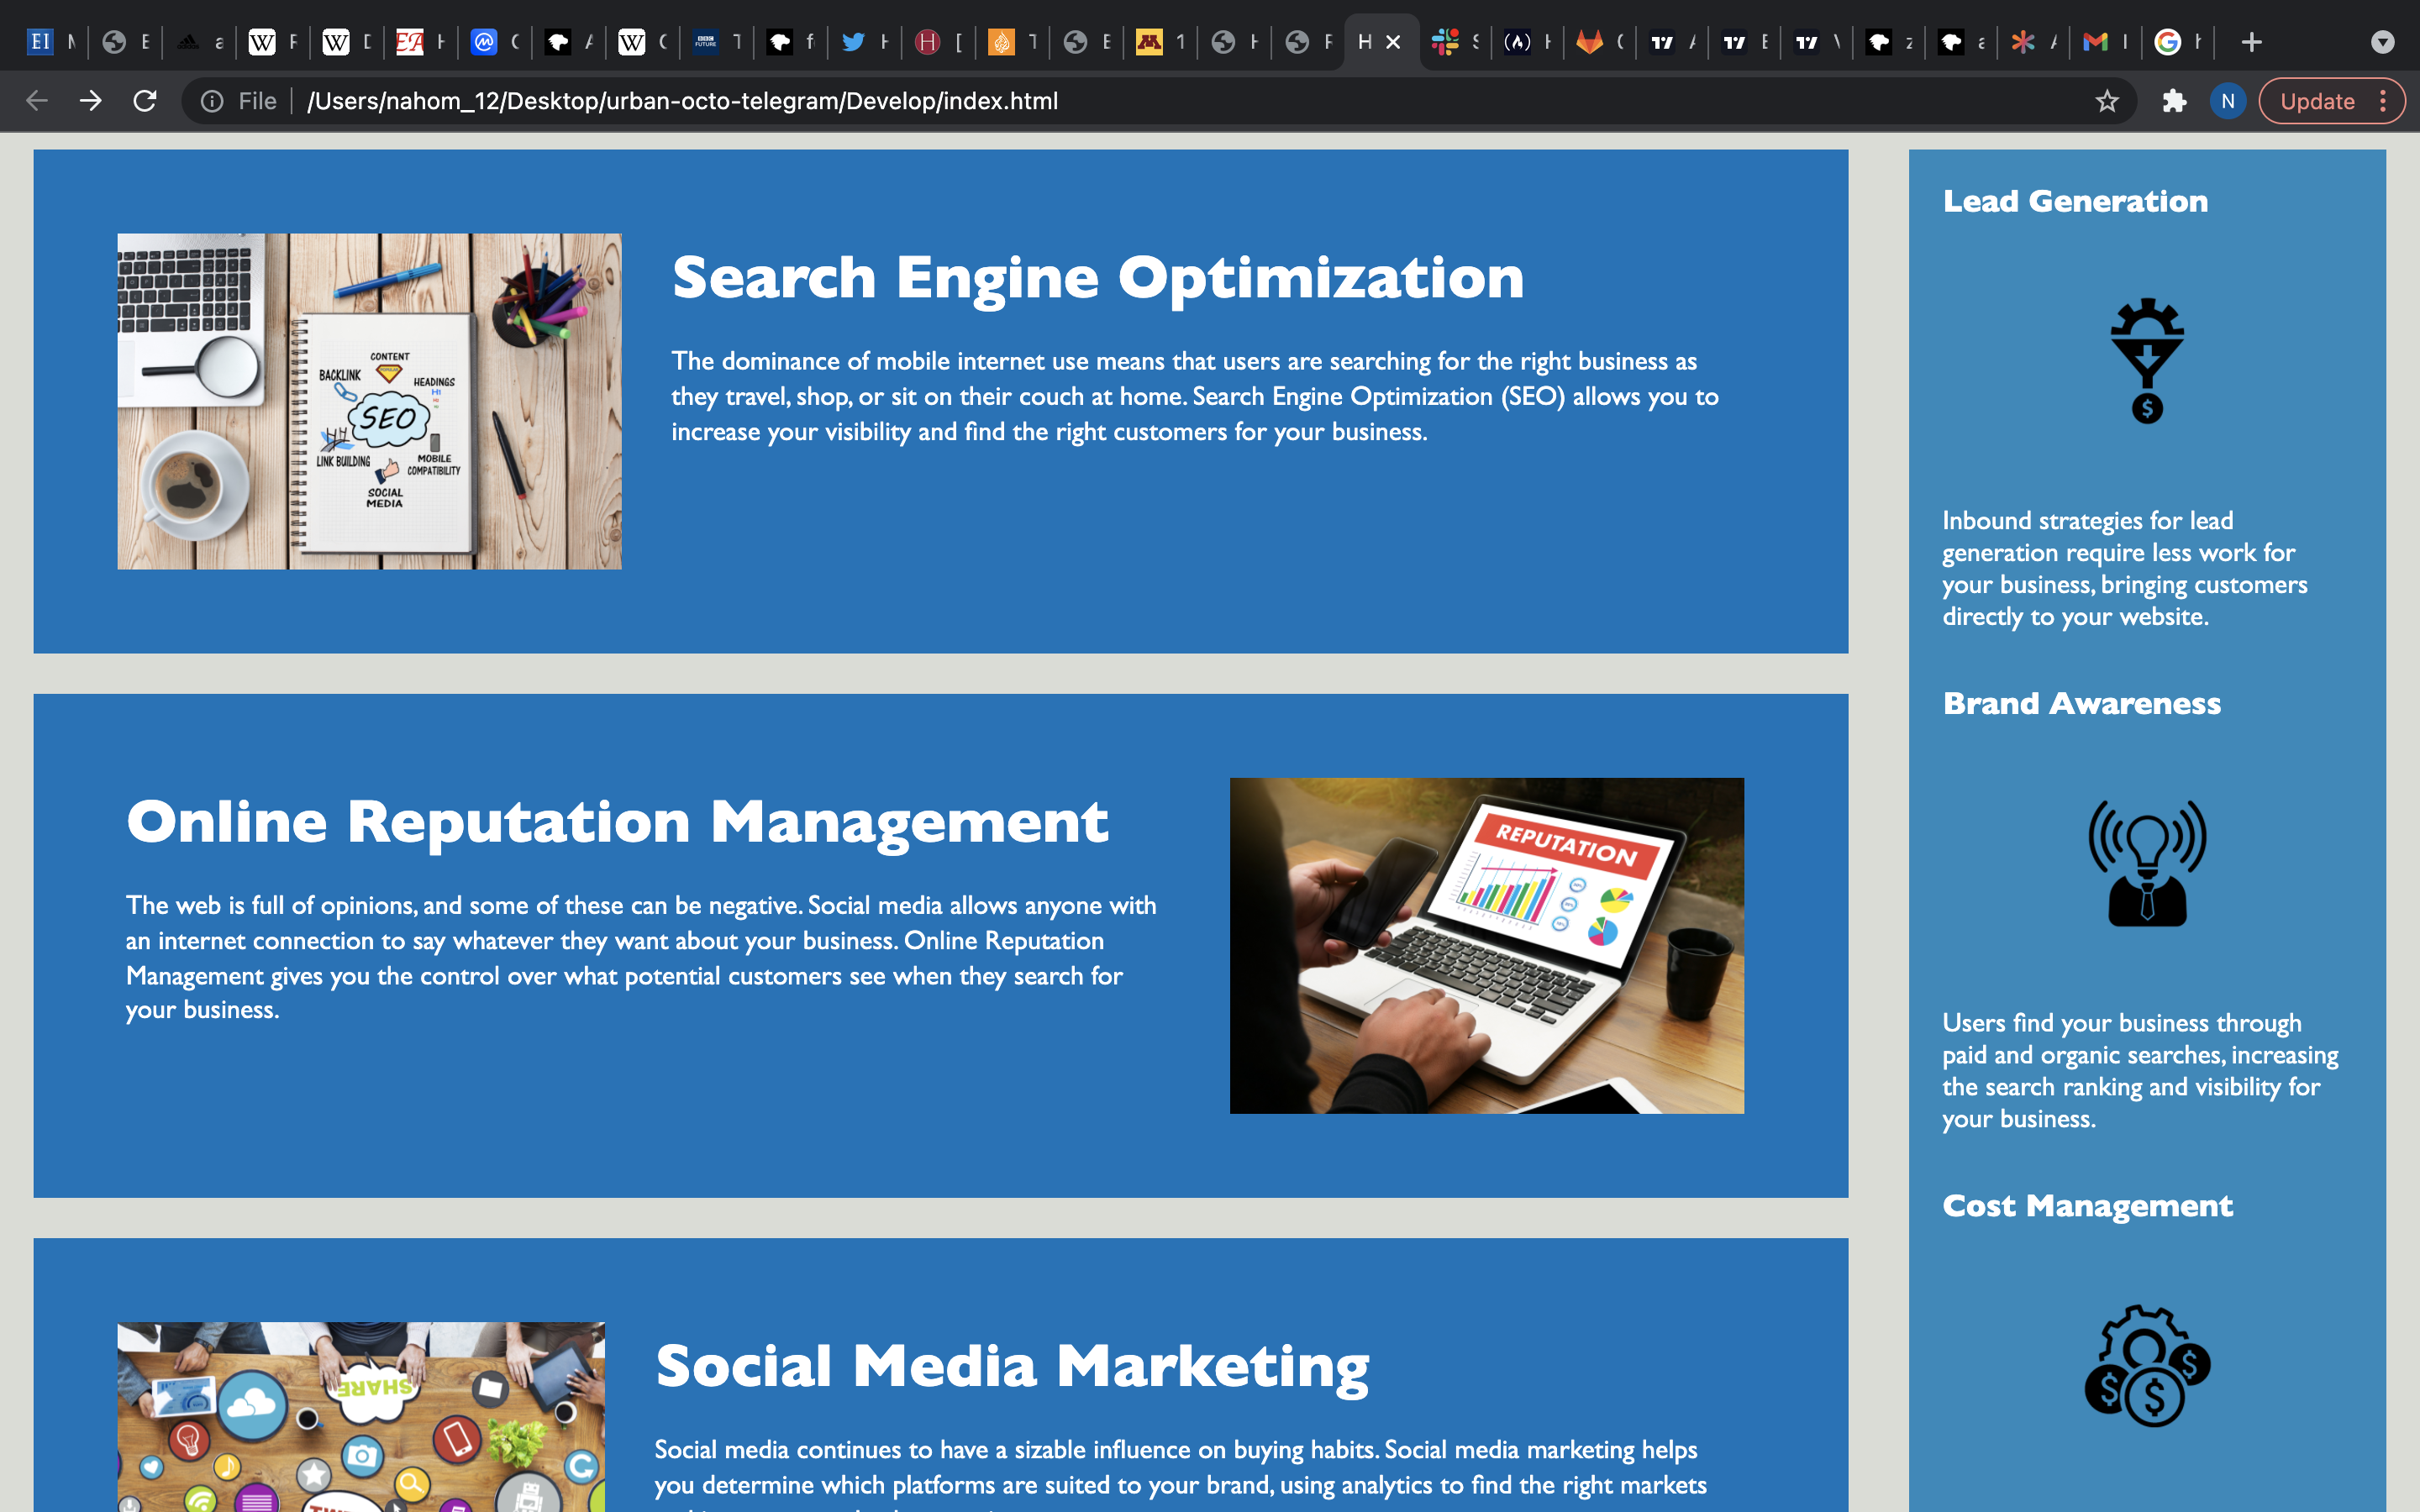 File
/Users/nahom_12/Desktop/urban-octo-telegram/Develop/index.html
N
Update
Search Engine Optimization
The dominance of mobile internet use means that users are searching for the right business as
they travel, shop, or sit on their couch at home. Search Engine Optimization (SEO) allows you to
increase your visibility and find the right customers for your business.
CONTENT
BACKLINK
HEADINGS
SEO
LINK BUILDING
MOBILE
COMPATIBILITY
SOCIAL
MEDIA
Online Reputation Management
The web is full of opinions, and some of these can be negative. Social media allows anyone with
an internet connection to say whatever they want about your business. Online Reputation
Management gives you the control over what potential customers see when they search for
your business.
REPUTATION
Social Media Marketing
Social media continues to have a sizable influence on buying habits. Social media marketing helps
you determine which platforms are suited to your brand, using analytics to find the right markets
SHARE
Lead Generation
Inbound strategies for lead
generation require less work for
your business, bringing customers
directly to your website.
Brand Awareness
Users find your business through
paid and organic searches, increasing
the search ranking and visibility for
your business.
Cost Management